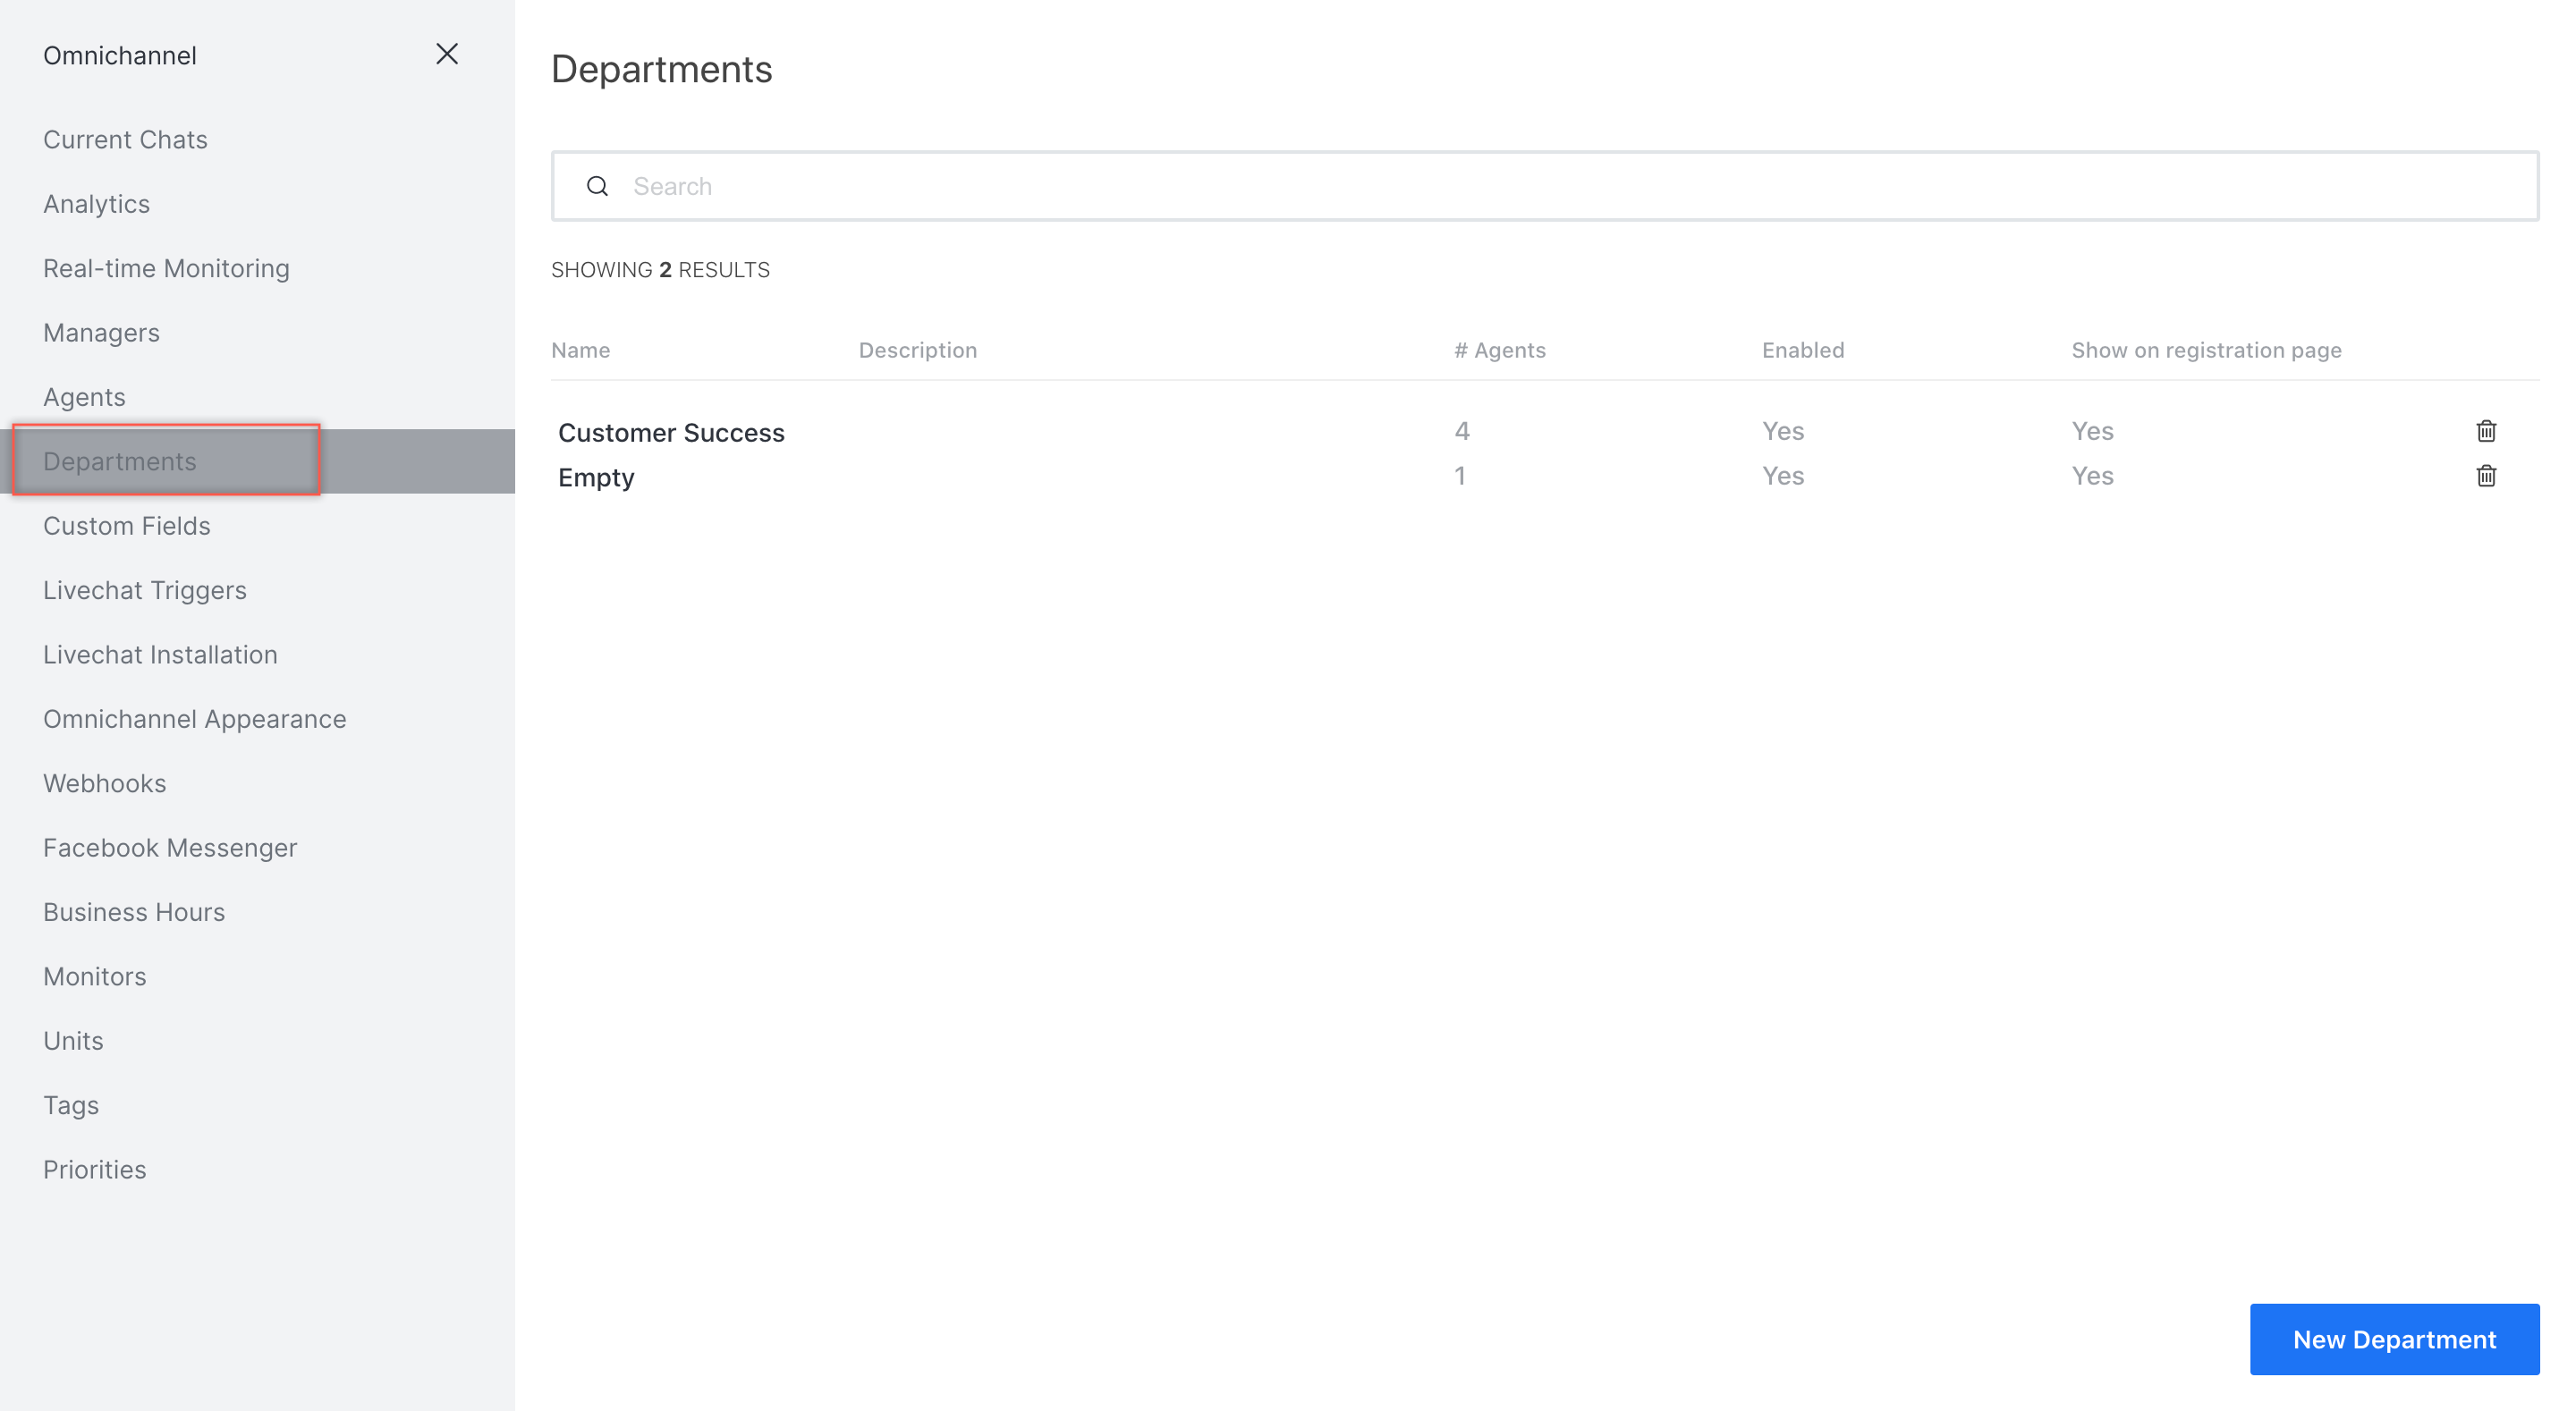 Omnichannel
Current Chats
Analytics
Real-time Monitoring
Managers
Agents
Departments
Custom Fields
Livechat Triggers
Livechat Installation
Omnichannel Appearance
Webhooks
Facebook Messenger
Business Hours
Monitors
Units
Tags
Priorities
Departments
Search
SHOWING 2 RESULTS
Name Description # Agents Enabled Show on registration page
Customer Success 4 Yes Yes
Empty 1 Yes Yes
New Department